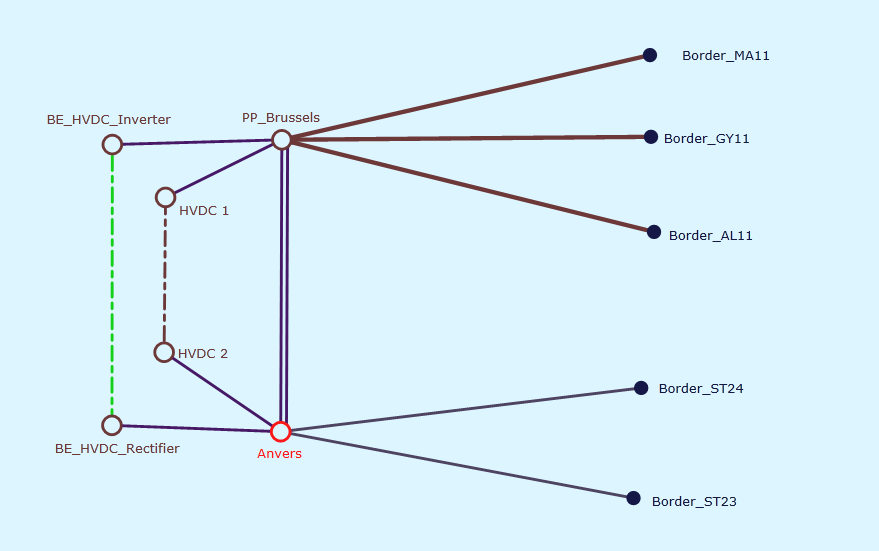 Border_MA11
BE_HVDC_Inverter
PP_Brussels
Border_GY11
HVDC 1
Border_AL11
HVDC 2
Border_ST24
BE_HVDC_Rectifier
Anvers
Border_ST23